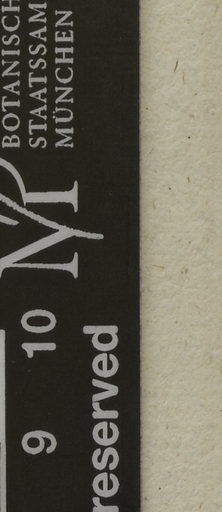 BOTANISCH
STAATSSAM
MÜNCHEN
M
9 10
reserved